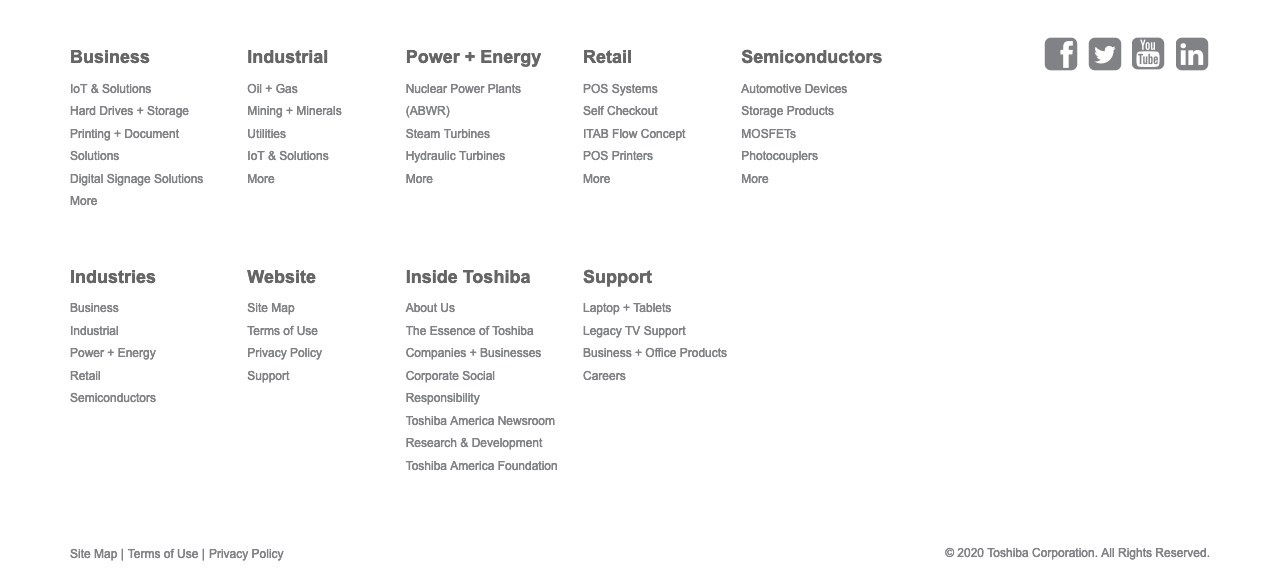 Business
IoT & Solutions
Hard Drives + Storage
Printing + Document
Solutions
Digital Signage Solutions
More
Industrial
Oil + Gas
Mining + Minerals
Utilities
IoT & Solutions
More
Power + Energy
Nuclear Power Plants
(ABWR)
Steam Turbines
Hydraulic Turbines
More
Retail
POS Systems
Self Checkout
ITAB Flow Concept
POS Printers
More
Semiconductors
Automotive Devices
Storage Products
MOSFETs
Photocouplers
More
f
You
Tube
in
Industries
Business
Industrial
Power + Energy
Retail
Semiconductors
Website
Site Map
Terms of Use
Privacy Policy
Support
Inside Toshiba
About Us
The Essence of Toshiba
Companies + Businesses
Corporate Social
Responsibility
Toshiba America Newsroom
Research & Development
Toshiba America Foundation
Support
Laptop + Tablets
Legacy TV Support
Business + Office Products
Careers
Site Map | Terms of Use | Privacy Policy
© 2020 Toshiba Corporation. All Rights Reserved.